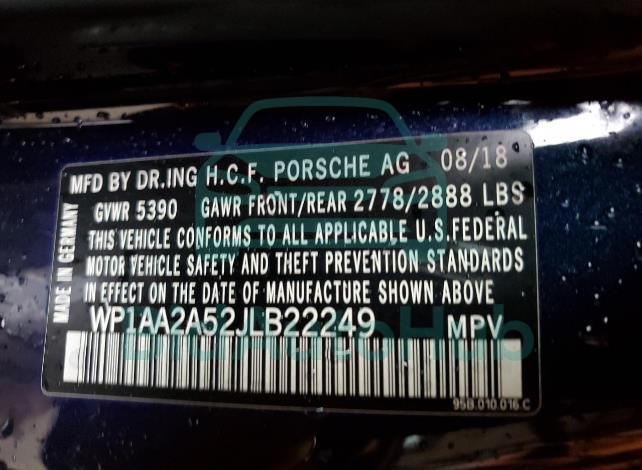 MFD BY DR.ING H.C.F. PORSCHE AG 08/18
GVWR 5390 GAWR FRONT/REAR 2778/2888 LBS
THIS VEHICLE CONFORMS TO ALL APPLICABLE U.S.FEDERAL
MOTOR VEHICLE SAFETY AND THEFT PREVENTION STANDARDS
IN EFFECT ON THE DATE OF MANUFACTURE SHOWN ABOVE
WP1AA2A52JLB22249 MPV
MADE IN GERMANY
95B.010.016 C
BidAutoHub